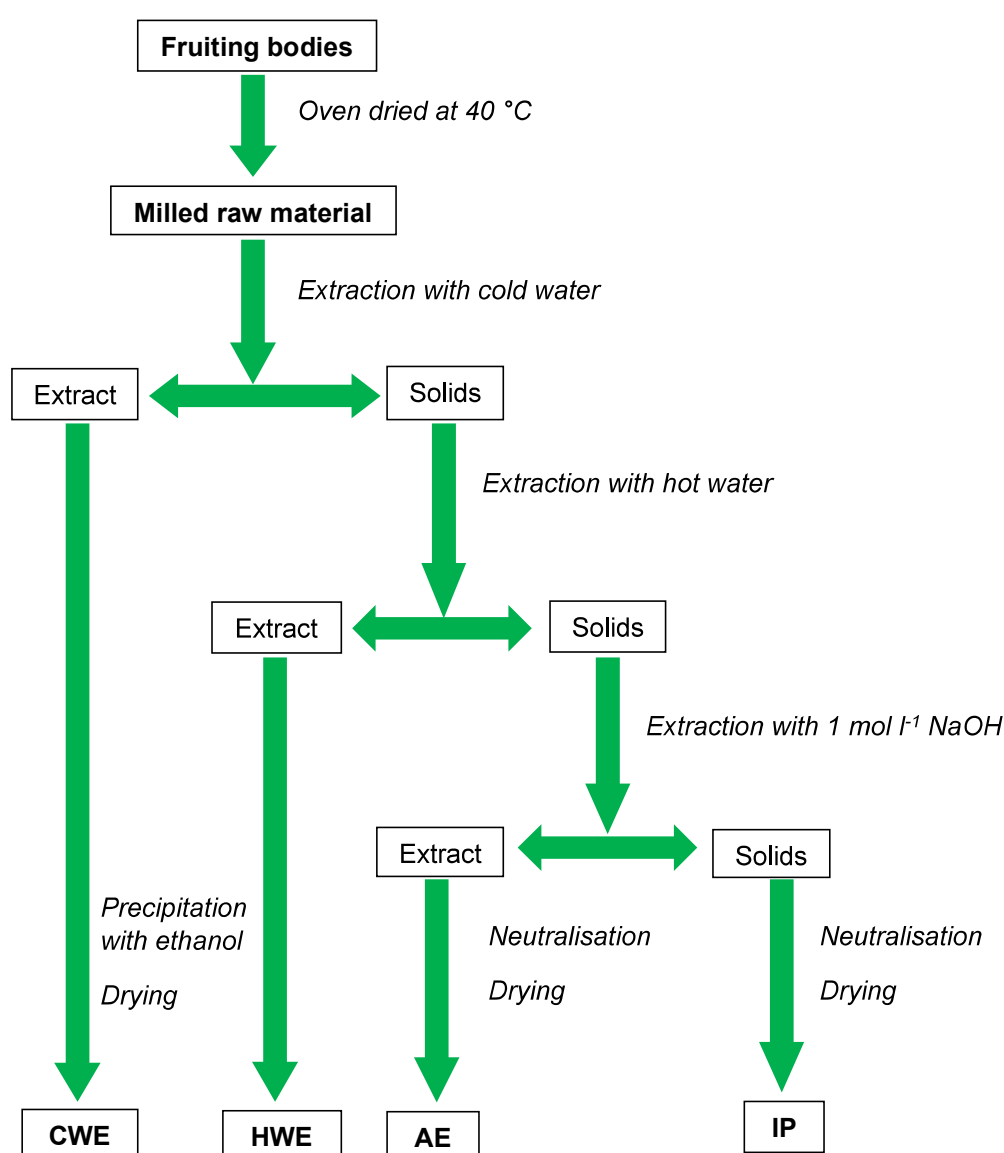 Fruiting bodies
Oven dried at 40 °C
Milled raw material
Extraction with cold water
Extract
Solids
Extraction with hot water
Extract
Solids
Extraction with 1 mol l⁻¹ NaOH
Extract
Solids
Precipitation
with ethanol
Drying
Neutralisation
Drying
Neutralisation
Drying
CWE
HWE
AE
IP